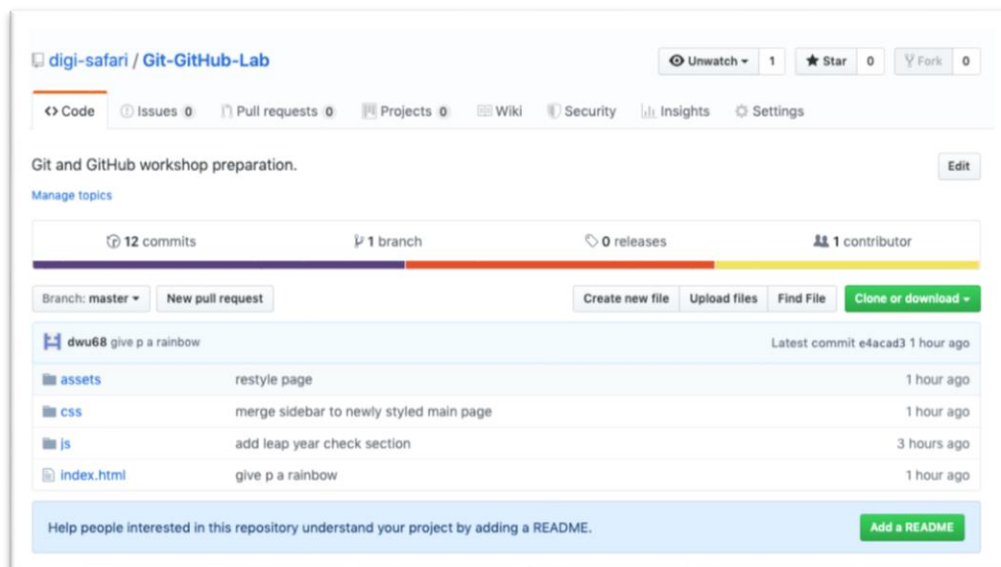 digi-safari / Git-GitHub-Lab Unwatch 1 Star 0 Fork 0
Code Issues 0 Pull requests 0 Projects 0 Wiki Security Insights Settings
Git and GitHub workshop preparation. Edit
Manage topics
12 commits 1 branch 0 releases 1 contributor
Branch: master New pull request Create new file Upload files Find File Clone or download
dwu68 give p a rainbow Latest commit e4acad3 1 hour ago
assets restyle page 1 hour ago
css merge sidebar to newly styled main page 1 hour ago
js add leap year check section 3 hours ago
index.html give p a rainbow 1 hour ago
Help people interested in this repository understand your project by adding a README. Add a README